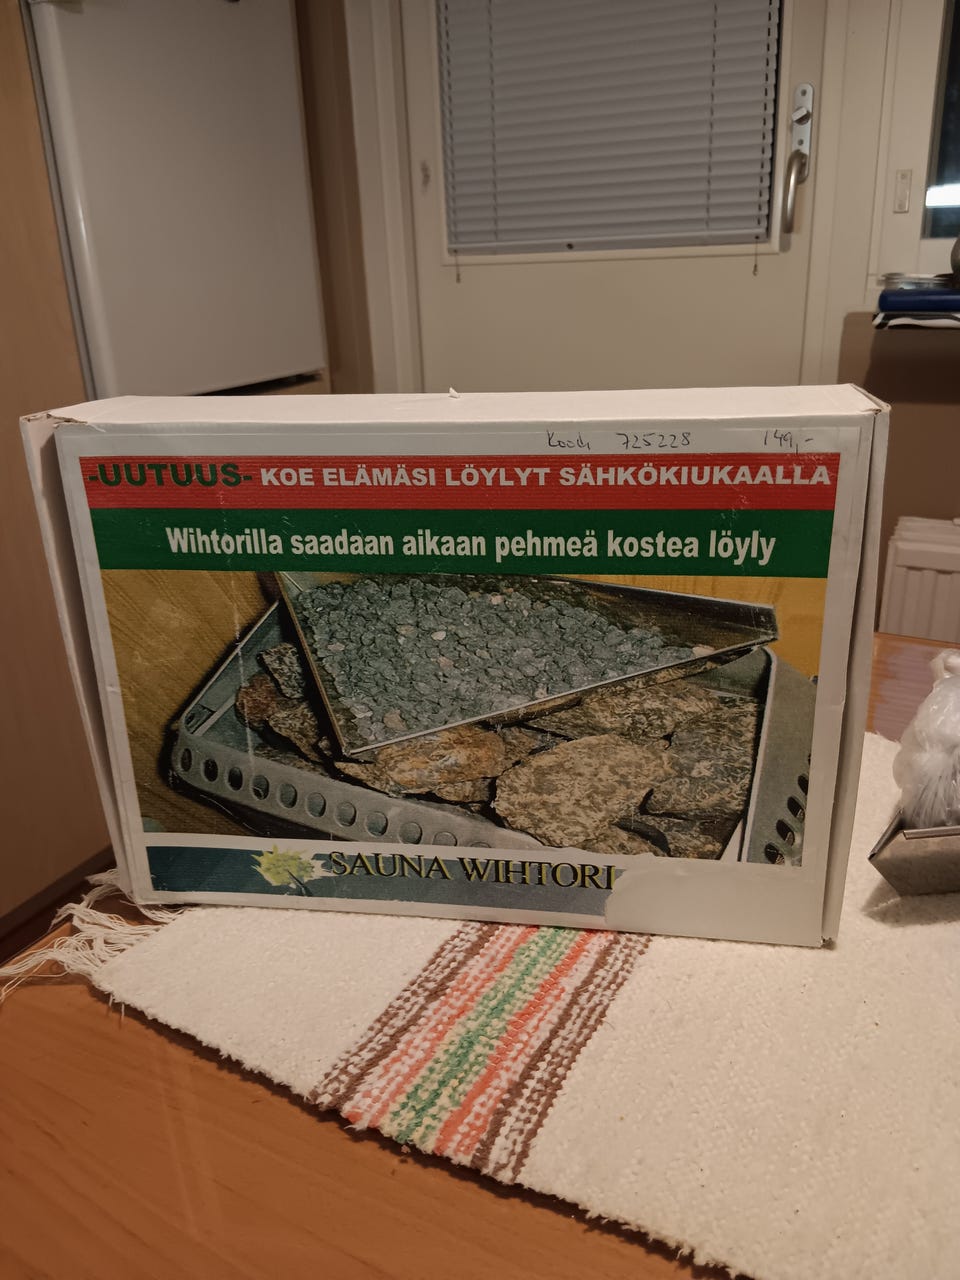 Koodi 725228 149,-
-UUTUUS- KOE ELÄMÄSI LÖYLYT SÄHKÖKIUKAALLA
Wihtorilla saadaan aikaan pehmeä kostea löyly
SAUNA WIHTORI